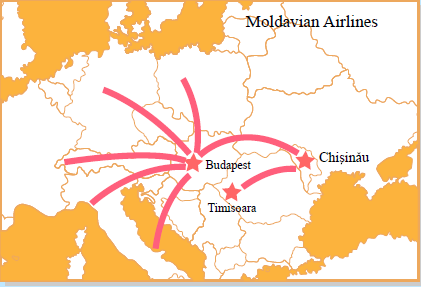 Moldavian Airlines
Chișinău
Budapest
Timisoara